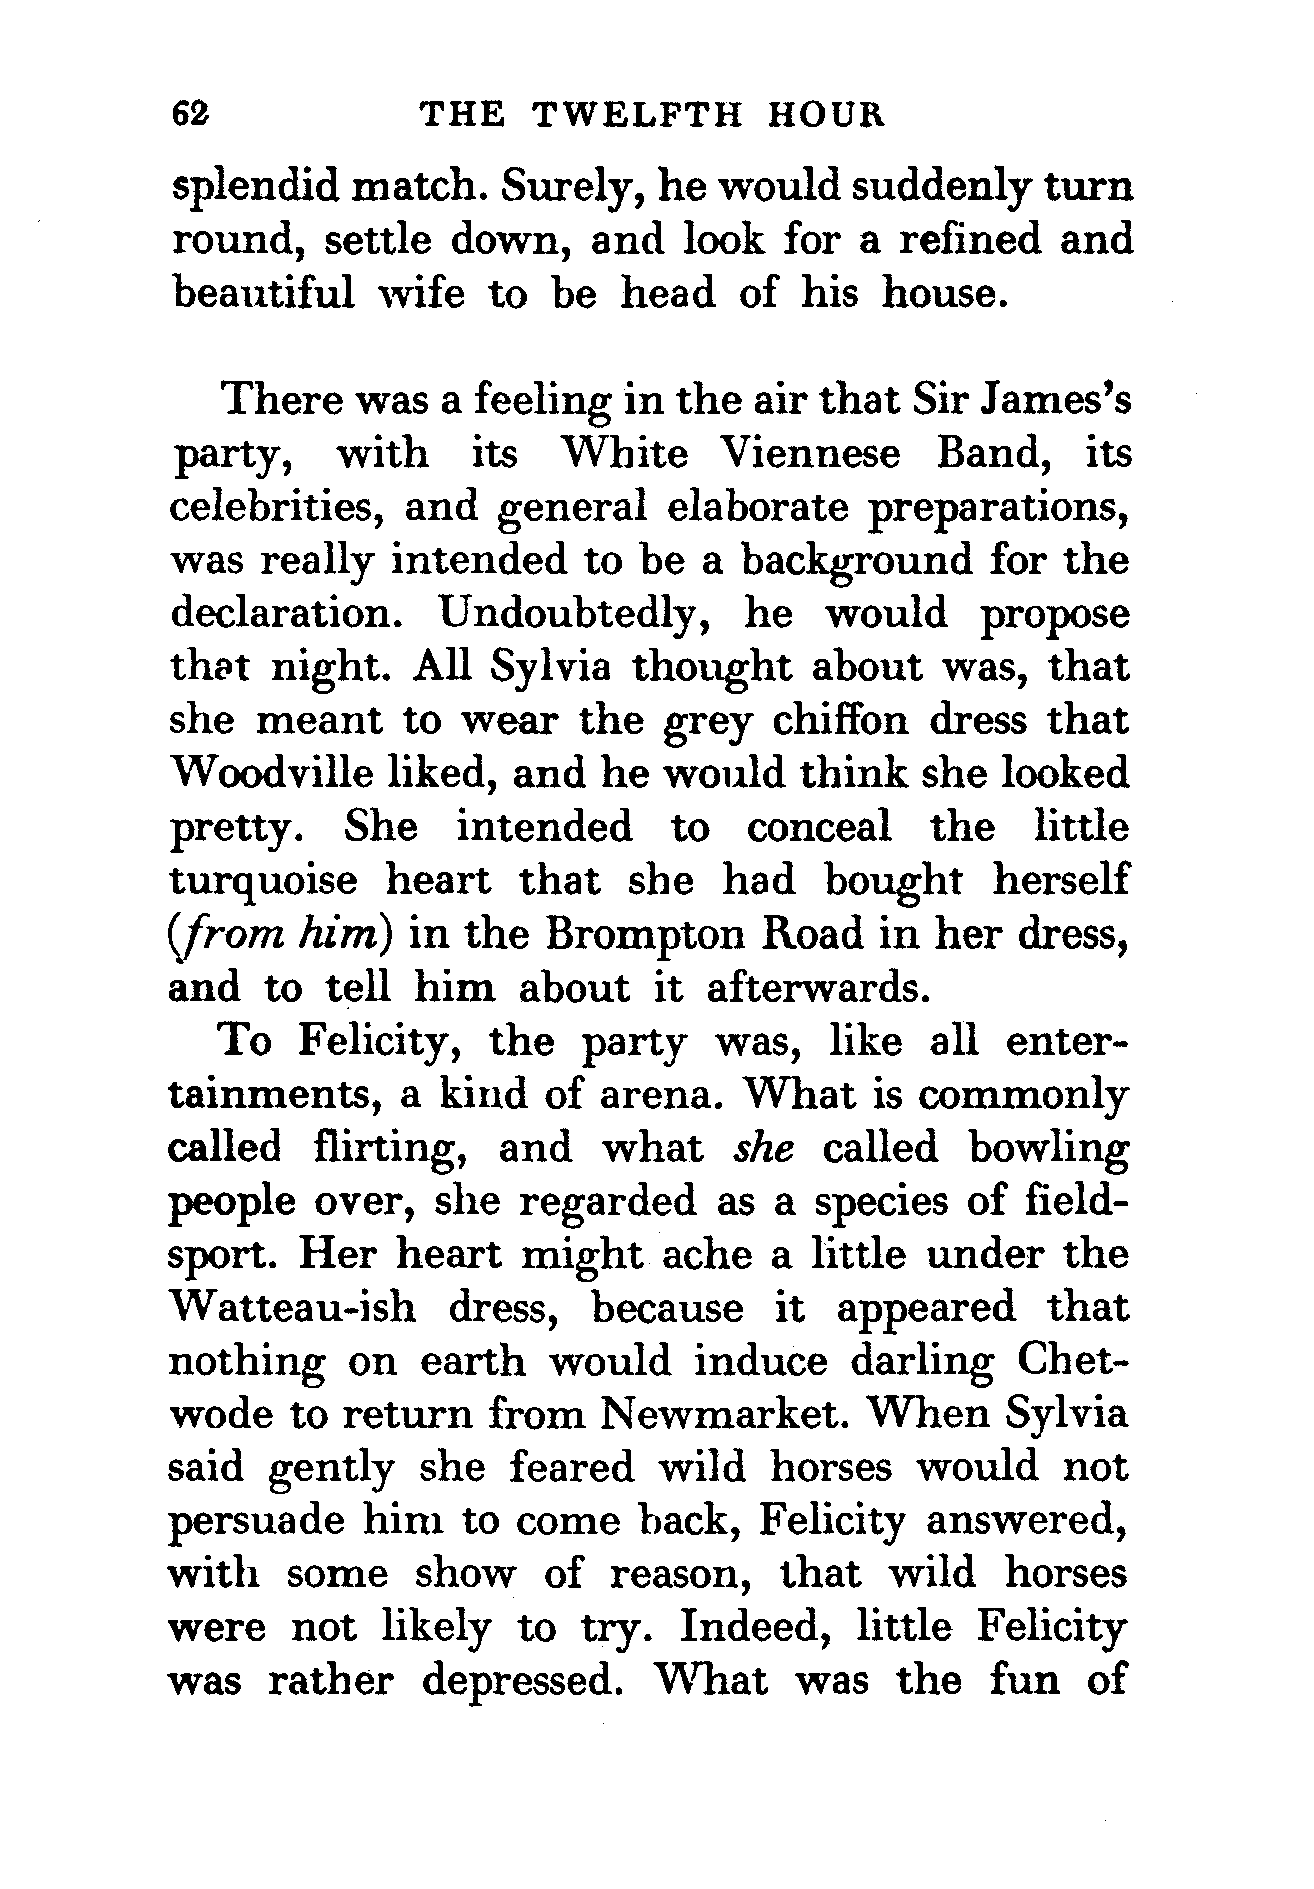 62 THE TWELFTH HOUR
splendid match. Surely, he would suddenly turn
round, settle down, and look for a refined and
beautiful wife to be head of his house.
There was a feeling in the air that Sir James's
party, with its White Viennese Band, its
celebrities, and general elaborate preparations,
was really intended to be a background for the
declaration. Undoubtedly, he would propose
that night. All Sylvia thought about was, that
she meant to wear the grey chiffon dress that
Woodville liked, and he would think she looked
pretty. She intended to conceal the little
turquoise heart that she had bought herself
(from him) in the Brompton Road in her dress,
and to tell him about it afterwards.
To Felicity, the party was, like all enter-
tainments, a kind of arena. What is commonly
called flirting, and what she called bowling
people over, she regarded as a species of field-
sport. Her heart might ache a little under the
Watteau-ish dress, because it appeared that
nothing on earth would induce darling Chet-
wode to return from Newmarket. When Sylvia
said gently she feared wild horses would not
persuade him to come back, Felicity answered,
with some show of reason, that wild horses
were not likely to try. Indeed, little Felicity
was rather depressed. What was the fun of